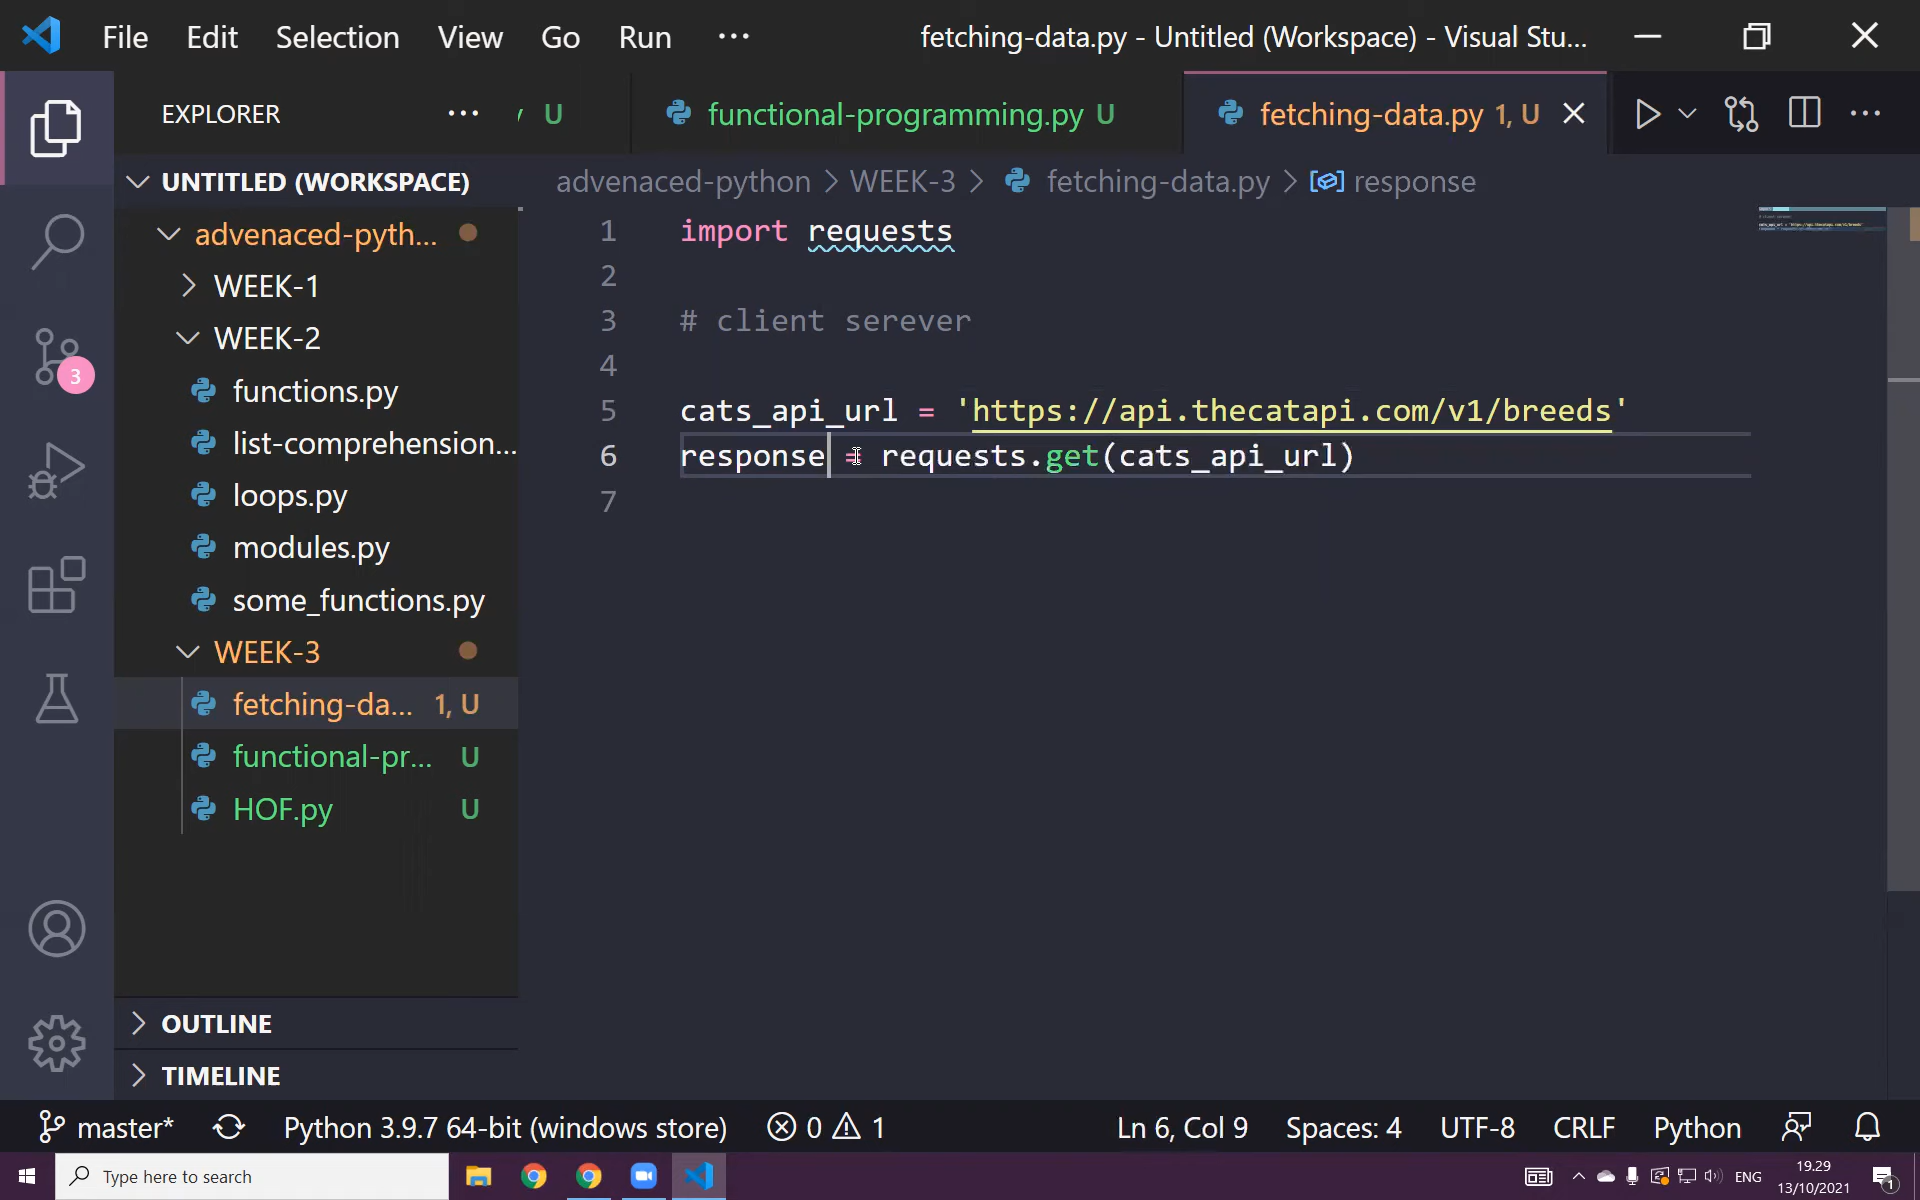 File Edit Selection View Go Run ··· fetching-data.py - Untitled (Workspace) - Visual Stu...
EXPLORER ··· U functional-programming.py U fetching-data.py 1, U ···
UNTITLED (WORKSPACE) advenaced-python > WEEK-3 > fetching-data.py > response
advenaced-pyth...
WEEK-1
WEEK-2
functions.py
list-comprehension...
loops.py
modules.py
some_functions.py
WEEK-3
fetching-da... 1, U
functional-pr... U
HOF.py U
OUTLINE
TIMELINE
3
1 import requests
2
3 # client serever
4
5 cats_api_url = 'https://api.thecatapi.com/v1/breeds'
6 response = requests.get(cats_api_url)
7
master* Python 3.9.7 64-bit (windows store) 0 1 Ln 6, Col 9 Spaces: 4 UTF-8 CRLF Python
Type here to search ENG 19.29
13/10/2021 1